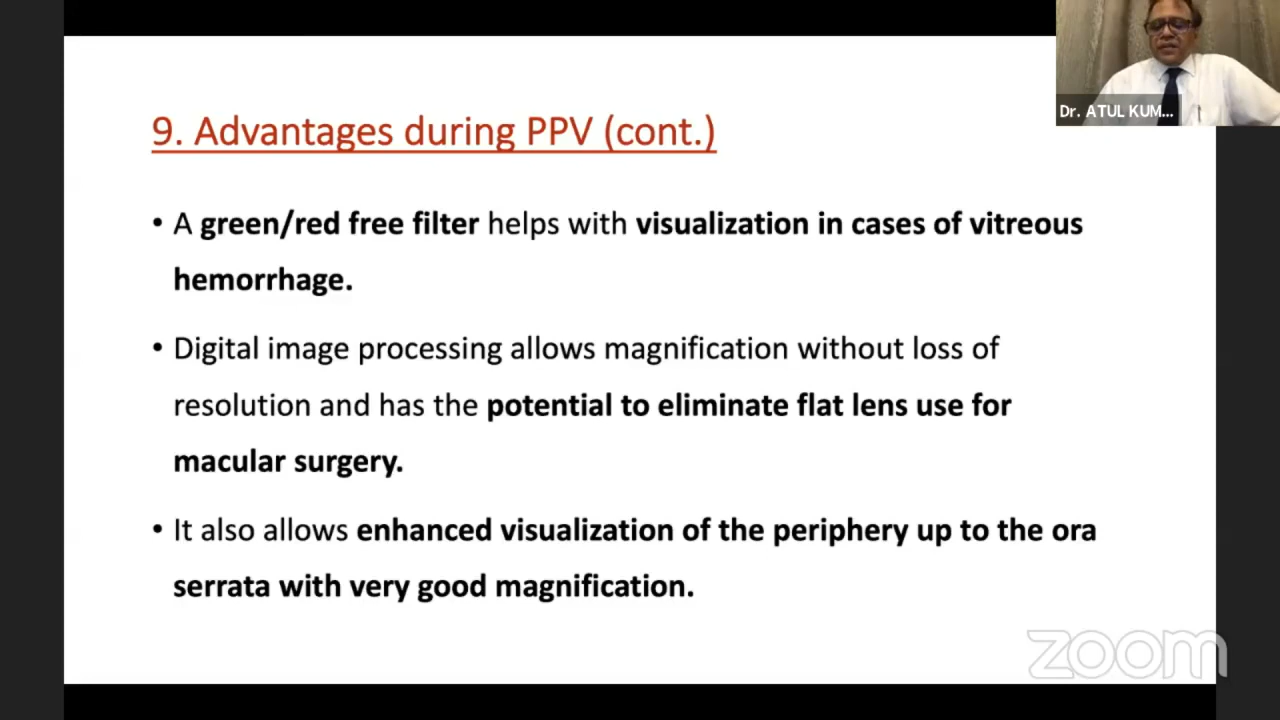 9. Advantages during PPV (cont.)
• A green/red free filter helps with visualization in cases of vitreous
hemorrhage.
• Digital image processing allows magnification without loss of
resolution and has the potential to eliminate flat lens use for
macular surgery.
• It also allows enhanced visualization of the periphery up to the ora
serrata with very good magnification.
Dr. ATUL KUM...
zoom